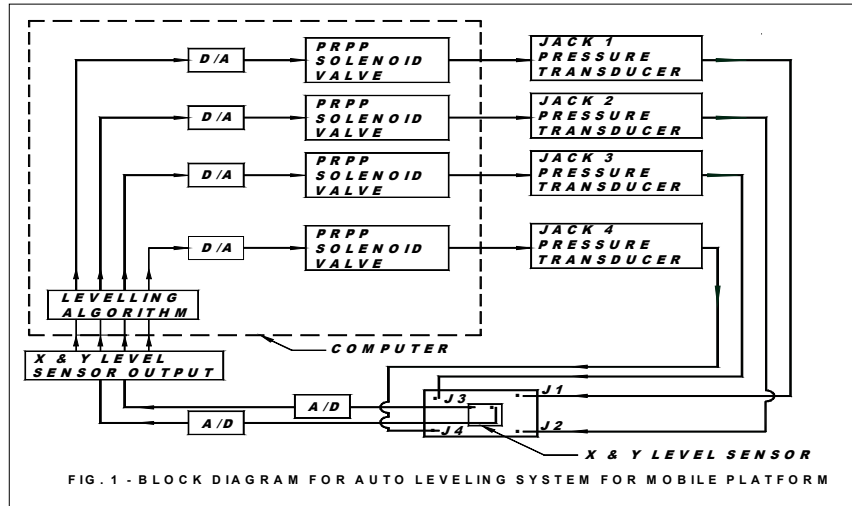 D/A
PRPP
SOLENOID
VALVE
JACK 1
PRESSURE
TRANSDUCER
D/A
PRPP
SOLENOID
VALVE
JACK 2
PRESSURE
TRANSDUCER
D/A
PRPP
SOLENOID
VALVE
JACK 3
PRESSURE
TRANSDUCER
D/A
PRPP
SOLENOID
VALVE
JACK 4
PRESSURE
TRANSDUCER
LEVELLING
ALGORITHM
COMPUTER
X & Y LEVEL
SENSOR OUTPUT
A/D
A/D
J3
J1
J4
J2
X & Y LEVEL SENSOR
FIG. 1 - BLOCK DIAGRAM FOR AUTO LEVELING SYSTEM FOR MOBILE PLATFORM